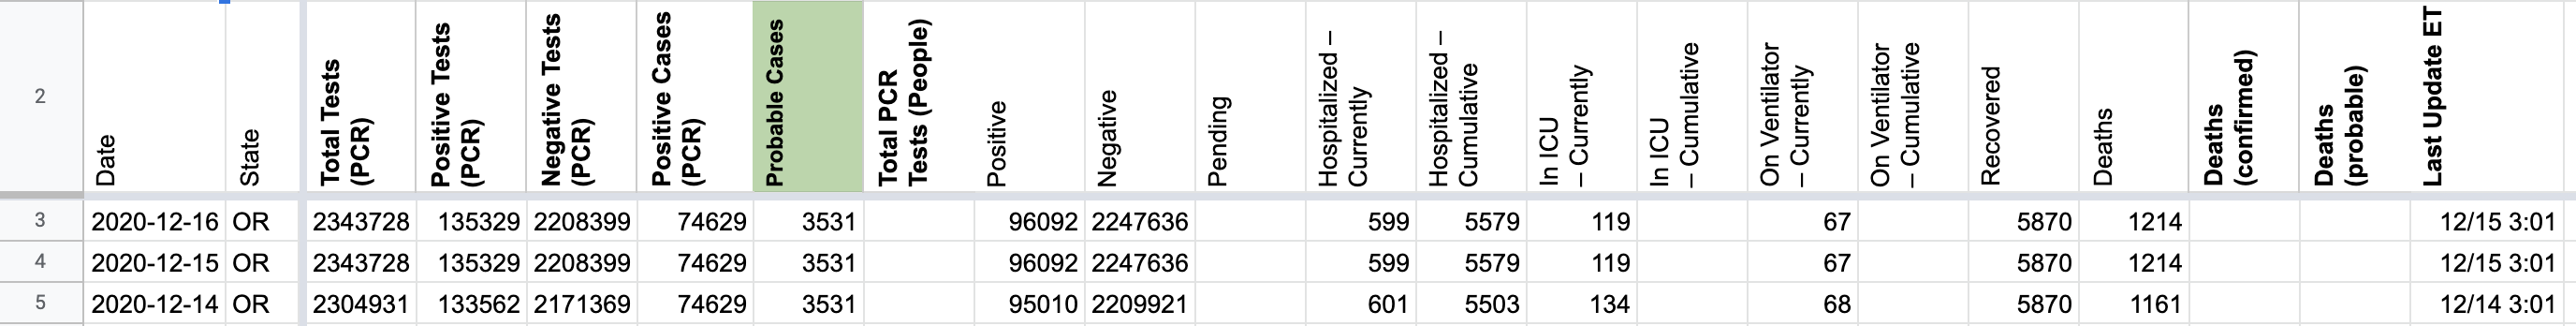 2 Date State Total Tests (PCR) Positive Tests (PCR) Negative Tests (PCR) Positive Cases (PCR) Probable Cases Total PCR Tests (People) Positive Negative Pending Hospitalized – Currently Hospitalized – Cumulative In ICU – Currently In ICU – Cumulative On Ventilator – Currently On Ventilator – Cumulative Recovered Deaths Deaths (confirmed) Deaths (probable) Last Update ET
3 2020-12-16 OR 2343728 135329 2208399 74629 3531 96092 2247636 599 5579 119 67 5870 1214 12/15 3:01
4 2020-12-15 OR 2343728 135329 2208399 74629 3531 96092 2247636 599 5579 119 67 5870 1214 12/15 3:01
5 2020-12-14 OR 2304931 133562 2171369 74629 3531 95010 2209921 601 5503 134 68 5870 1161 12/14 3:01